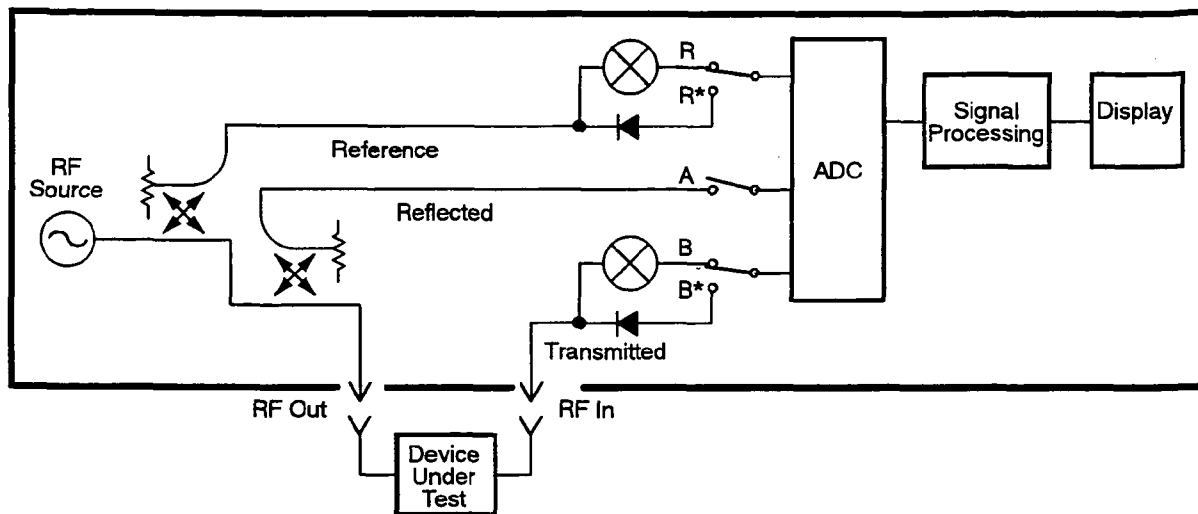 RF
Source
Reference
Reflected
R
R*
A
B
B*
Transmitted
ADC
Signal
Processing
Display
RF Out
RF In
Device
Under
Test